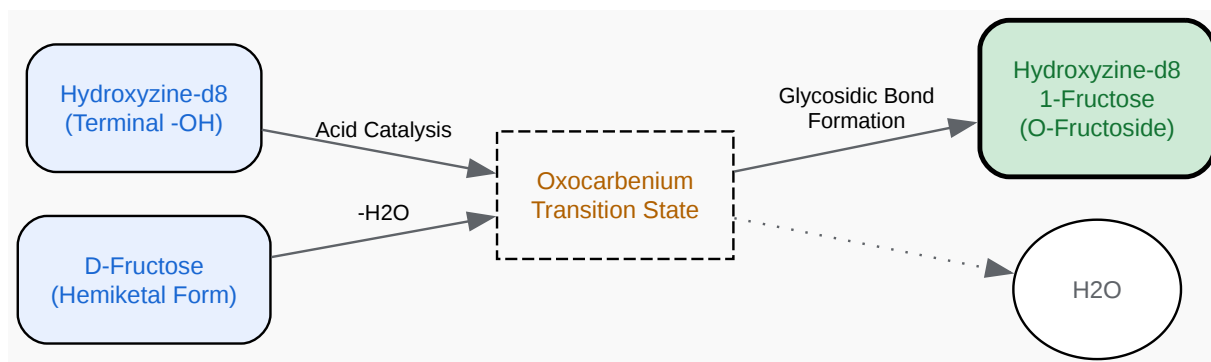 Hydroxyzine-d8
(Terminal -OH)
Acid Catalysis
-H2O
D-Fructose
(Hemiketal Form)
Oxocarbenium
Transition State
Glycosidic Bond
Formation
Hydroxyzine-d8
1-Fructose
(O-Fructoside)
H2O